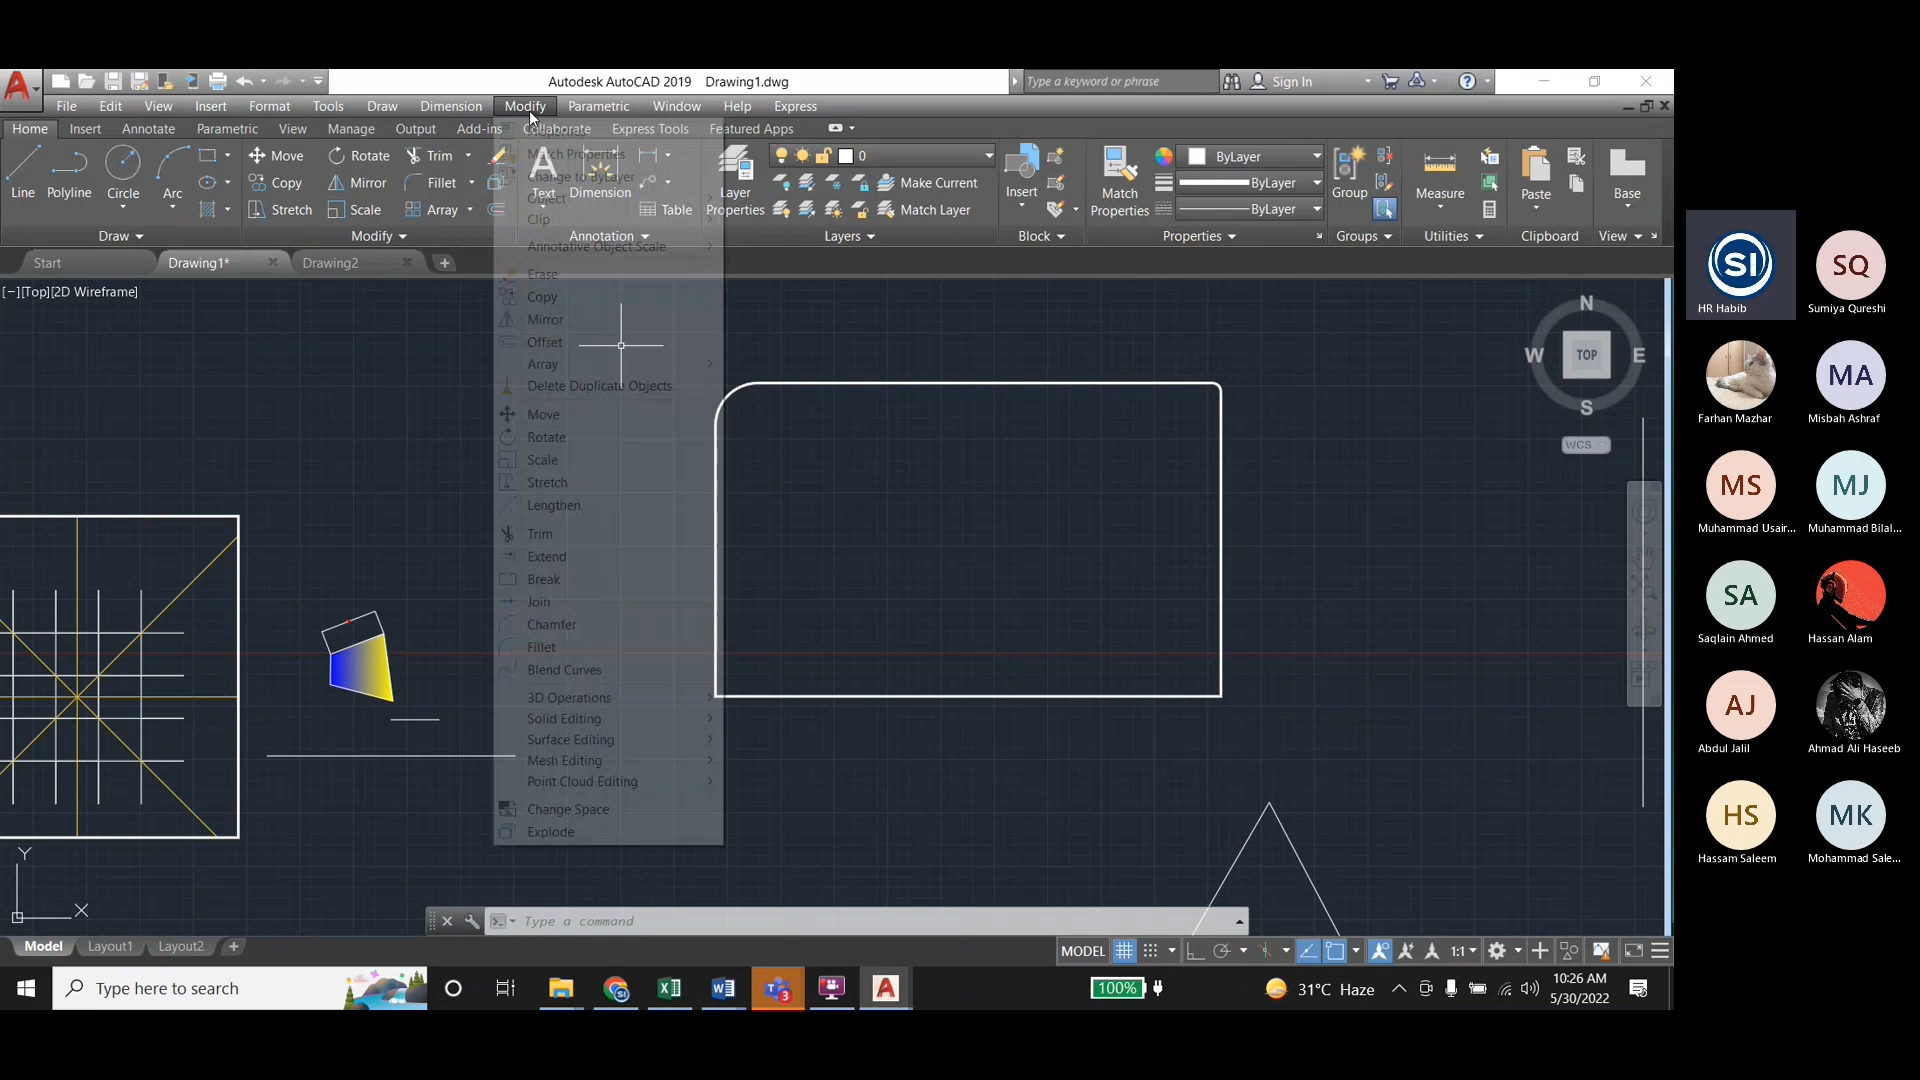 Autodesk AutoCAD 2019 Drawing1.dwg
Type a keyword or phrase
Sign In
File Edit View Insert Format Tools Draw Dimension Modify Parametric Window Help Express
Home Insert Annotate Parametric View Manage Output Add-ins Collaborate Express Tools Featured Apps
Line Polyline Circle Arc
Move Rotate Trim
Copy Mirror Fillet
Stretch Scale Array
Text Dimension Table
Layer Properties
0
Make Current
Match Layer
Insert
Match Properties
ByLayer
ByLayer
ByLayer
Group
Measure
Paste
Base
Draw Modify Annotation Layers Block Properties Groups Utilities Clipboard View
Start Drawing1* Drawing2
[−][Top][2D Wireframe]
Properties
Match Properties
Change to ByLayer
Object
Clip
Annotative Object Scale
Erase
Copy
Mirror
Offset
Array
Delete Duplicate Objects
Move
Rotate
Scale
Stretch
Lengthen
Trim
Extend
Break
Join
Chamfer
Fillet
Blend Curves
3D Operations
Solid Editing
Surface Editing
Mesh Editing
Point Cloud Editing
Change Space
Explode
N
W TOP E
S
WCS
Y
X
Type a command
Model Layout1 Layout2
MODEL 1:1
Type here to search
3
100%
31°C Haze
10:26 AM
5/30/2022
SI
HR Habib
SQ
Sumiya Qureshi
Farhan Mazhar
MA
Misbah Ashraf
MS
Muhammad Usair...
MJ
Muhammad Bilal...
SA
Saqlain Ahmed
Hassan Alam
AJ
Abdul Jalil
Ahmad Ali Haseeb
HS
Hassam Saleem
MK
Mohammad Sale...